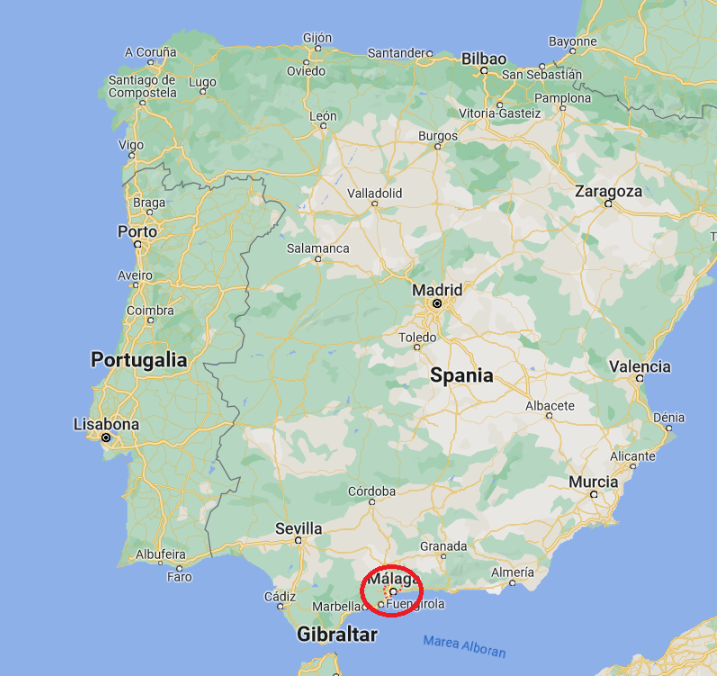 Gijón
Bayonne
A Coruña
Santander
Bilbao
Oviedo
San Sebastián
Santiago de
Compostela
Lugo
Pamplona
León
Vitoria-Gasteiz
Burgos
Vigo
Valladolid
Zaragoza
Braga
Porto
T
Salamanca
Aveiro
Madrid
Coimbra
Toledo
Portugalia
Spania
Valencia
Albacete
Dénia
Lisabona
Alicante
Murcia
Córdoba
Sevilla
Granada
Albufeira
Almería
Faro
Málaga
Cádiz
Marbella
Fuengirola
Gibraltar
Marea Alboran